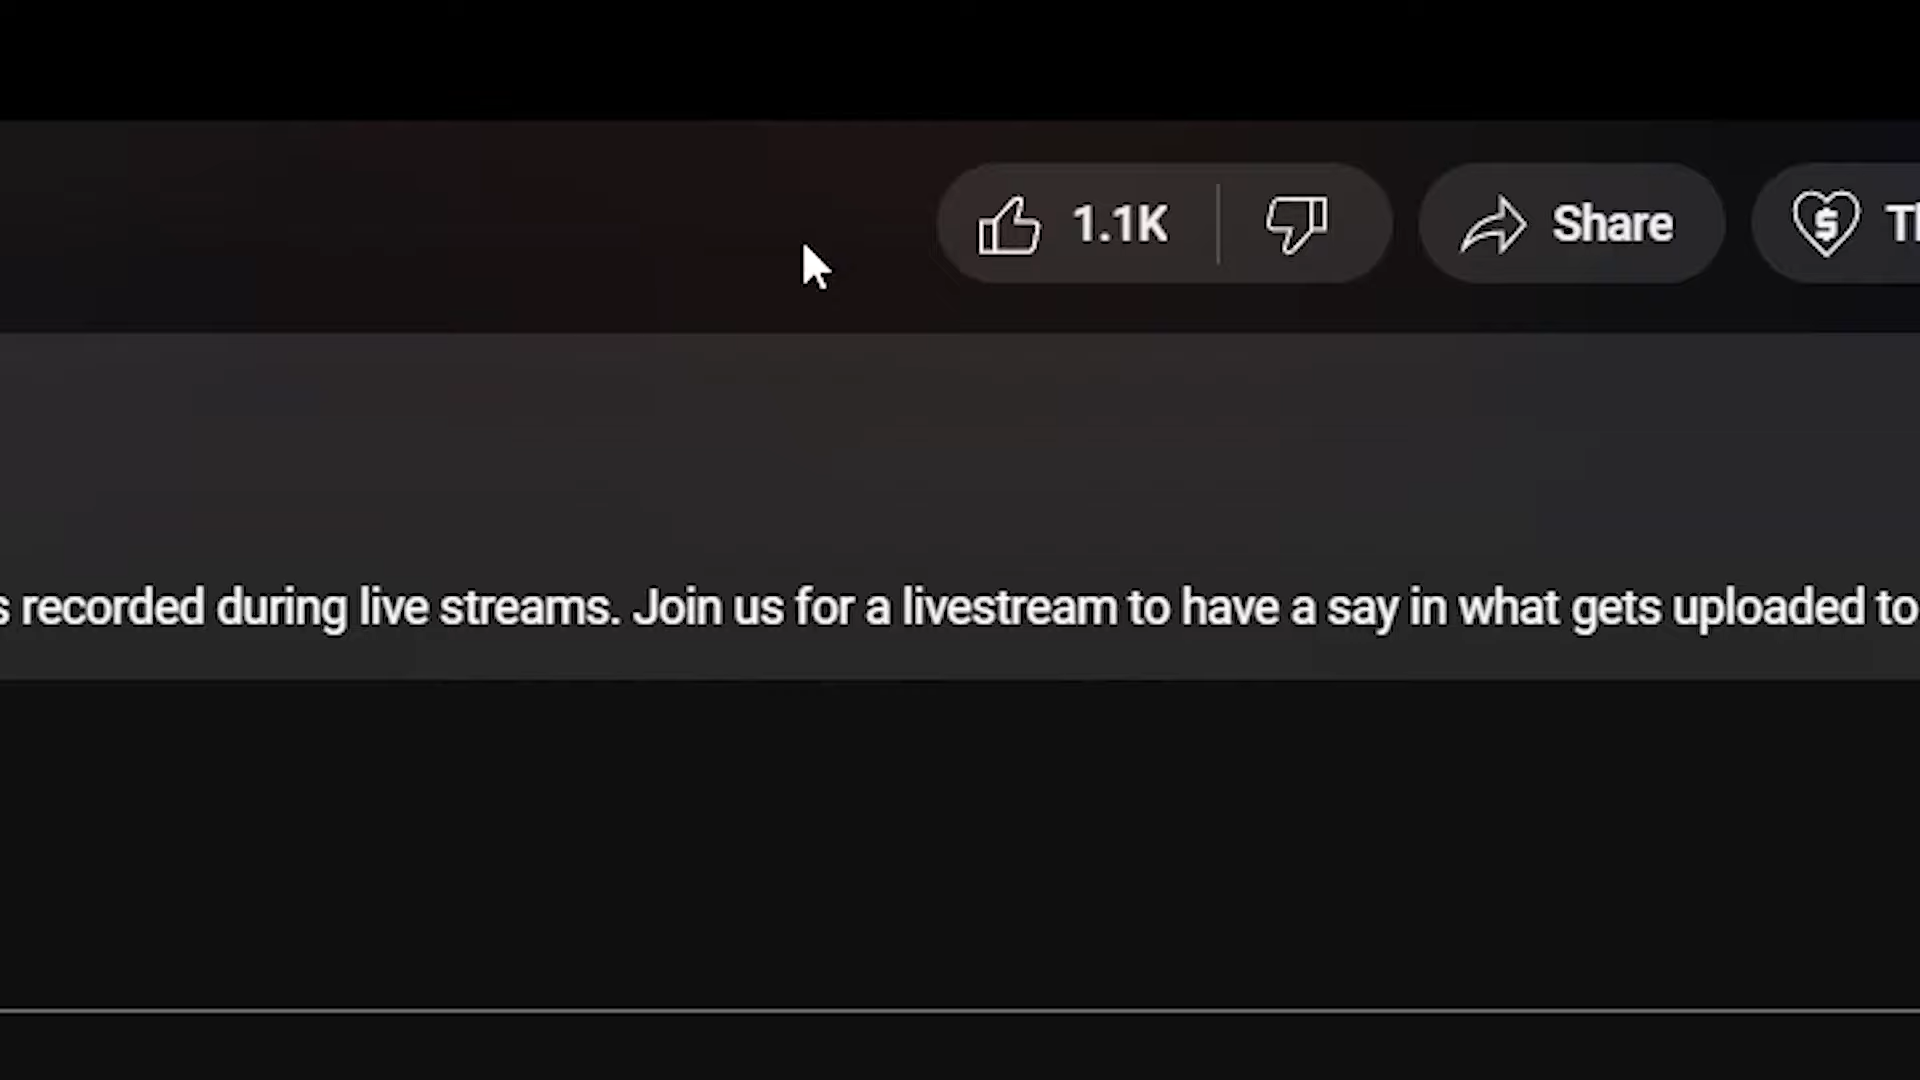 1.1K Share
recorded during live streams. Join us for a livestream to have a say in what gets uploaded to